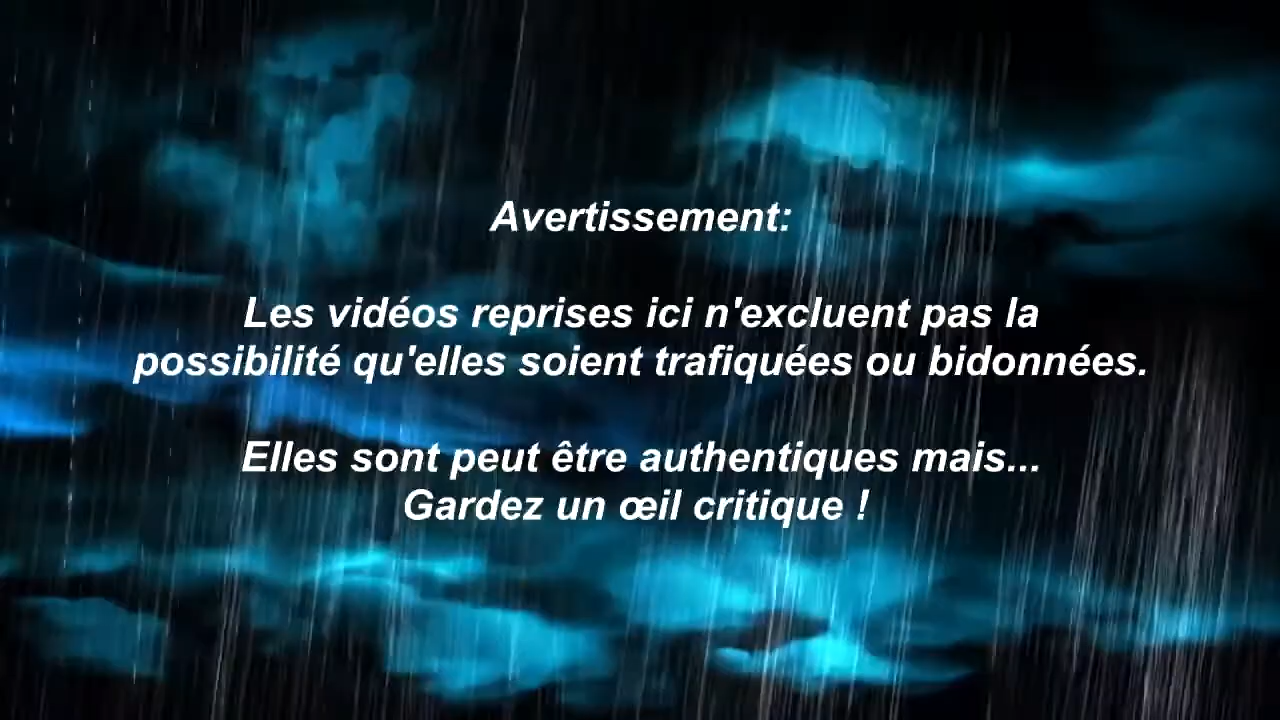 Avertissement:
Les vidéos reprises ici n'excluent pas la
possibilité qu'elles soient trafiquées ou bidonnées.
Elles sont peut être authentiques mais...
Gardez un œil critique !